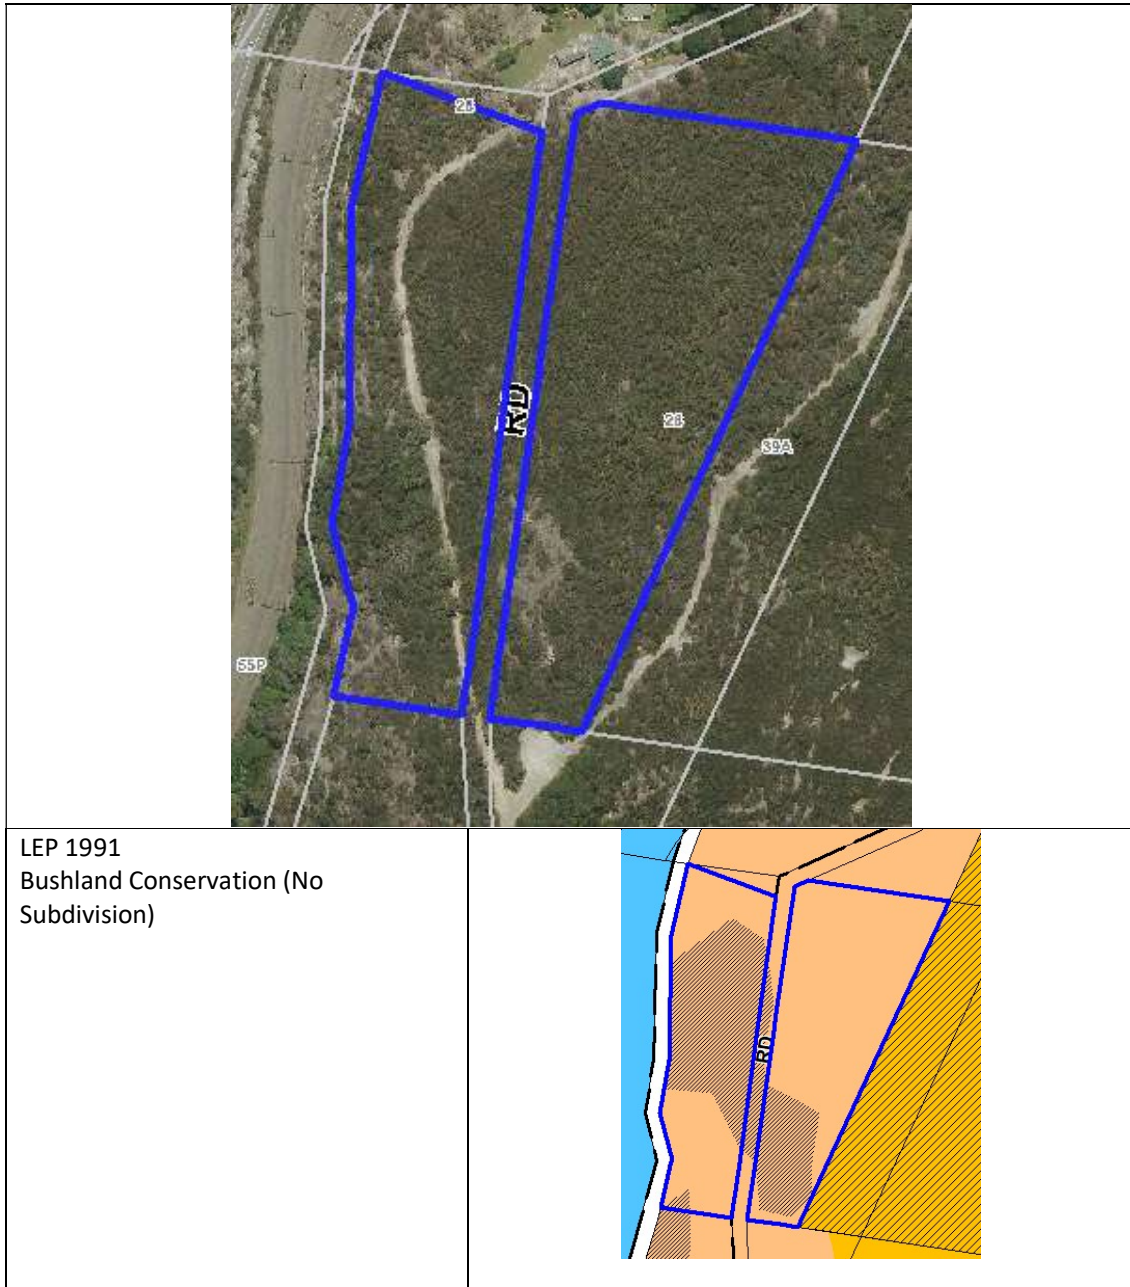 28
RD
28
39A
55P
LEP 1991
Bushland Conservation (No
Subdivision)
RD